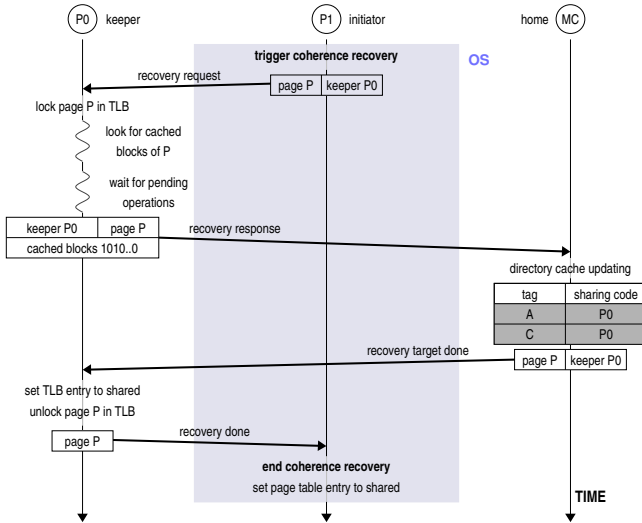 P0 keeper
P1 initiator
home MC
trigger coherence recovery
OS
recovery request
page P keeper P0
lock page P in TLB
look for cached
blocks of P
wait for pending
operations
keeper P0 page P
cached blocks 1010..0
recovery response
directory cache updating
tag sharing code
A P0
C P0
recovery target done
page P keeper P0
set TLB entry to shared
unlock page P in TLB
page P
recovery done
end coherence recovery
set page table entry to shared
TIME